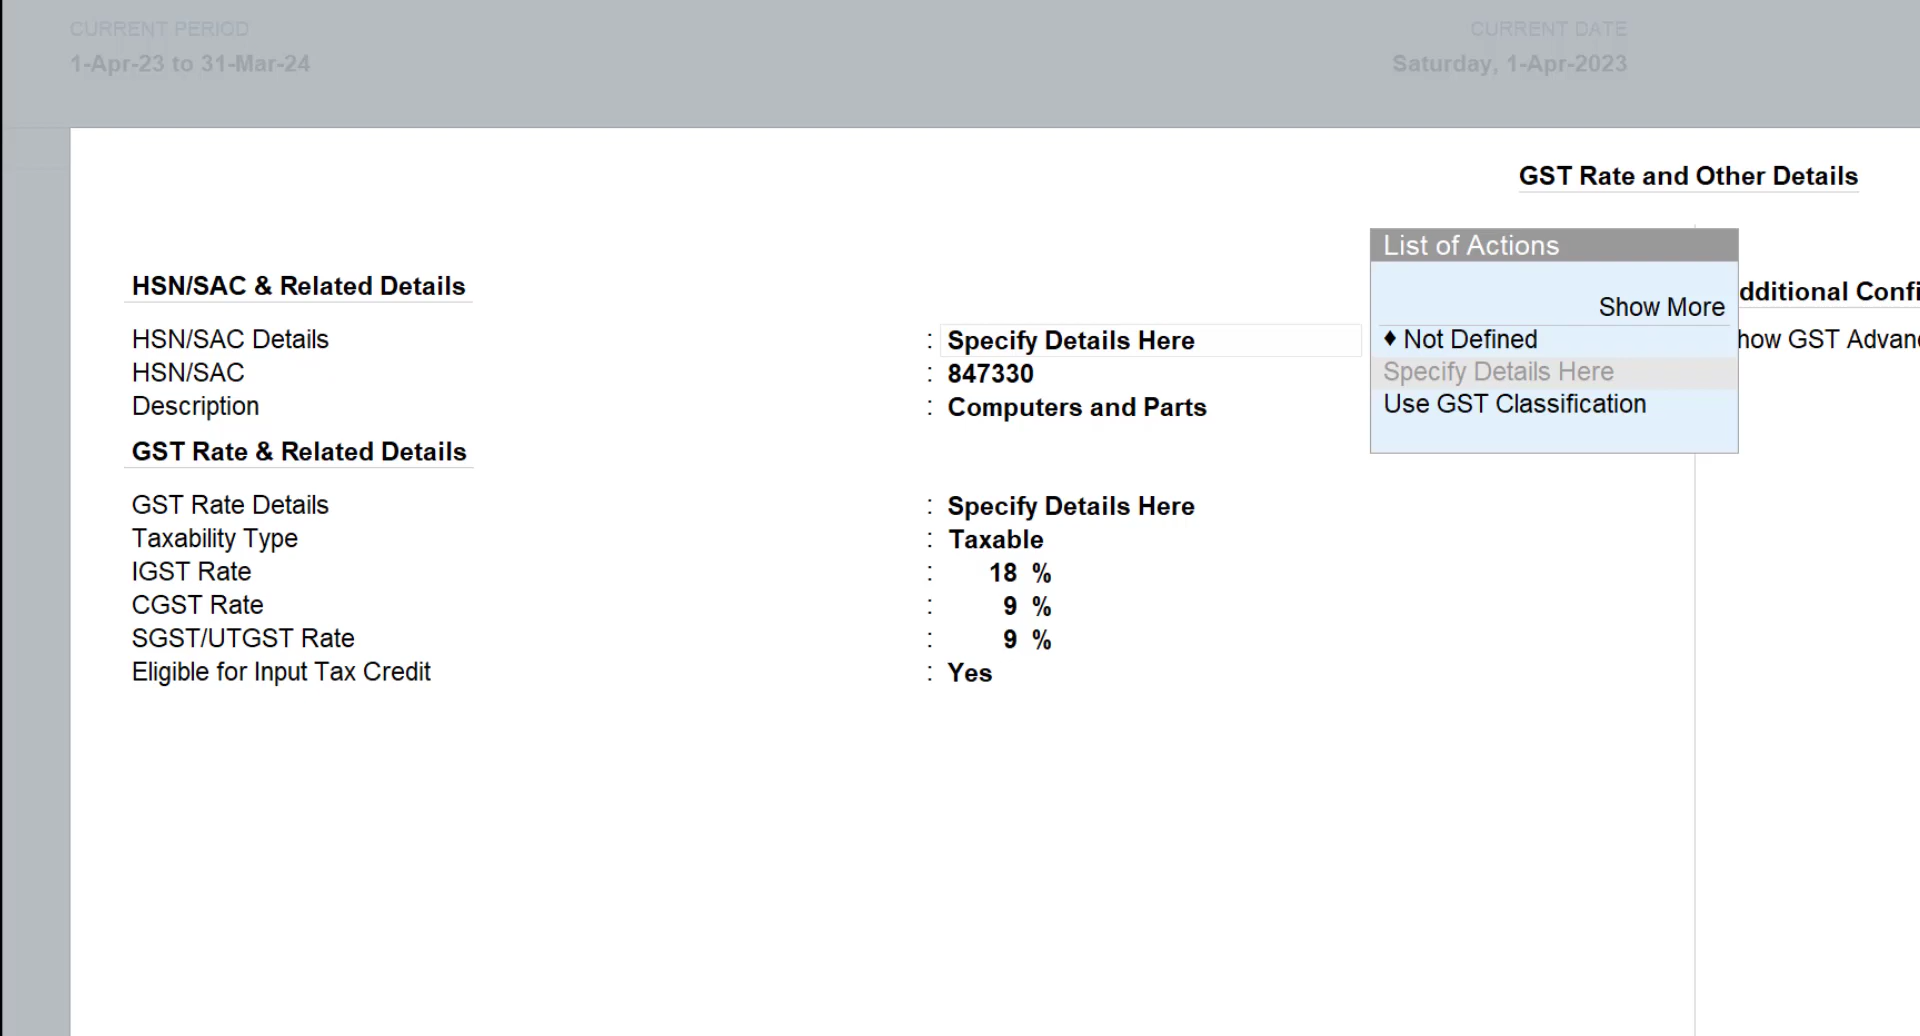 CURRENT PERIOD
1-Apr-23 to 31-Mar-24
CURRENT DATE
Saturday, 1-Apr-2023
GST Rate and Other Details
HSN/SAC & Related Details
HSN/SAC Details : Specify Details Here
HSN/SAC : 847330
Description : Computers and Parts
GST Rate & Related Details
GST Rate Details : Specify Details Here
Taxability Type : Taxable
IGST Rate : 18 %
CGST Rate : 9 %
SGST/UTGST Rate : 9 %
Eligible for Input Tax Credit : Yes
List of Actions
Show More
♦ Not Defined
Specify Details Here
Use GST Classification
dditional Confi
how GST Advan